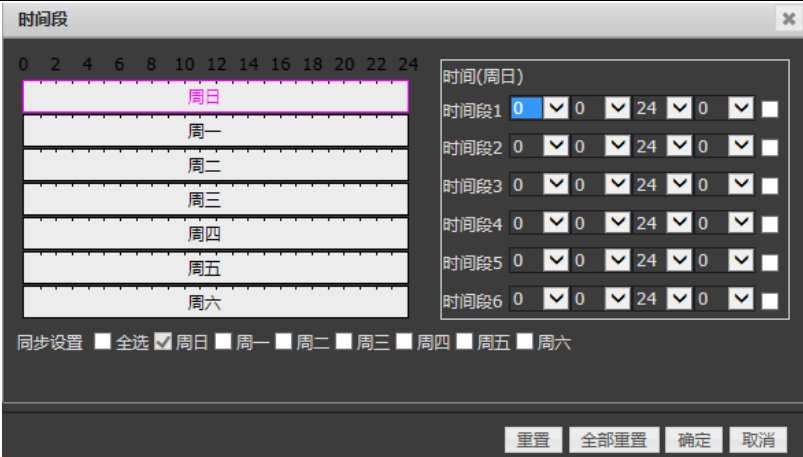 时间段
0 2 4 6 8 10 12 14 16 18 20 22 24
周日
周一
周二
周三
周四
周五
周六
时间(周日)
时间段1 0 0 24 0
时间段2 0 0 24 0
时间段3 0 0 24 0
时间段4 0 0 24 0
时间段5 0 0 24 0
时间段6 0 0 24 0
同步设置 全选 周日 周一 周二 周三 周四 周五 周六
重置 全部重置 确定 取消